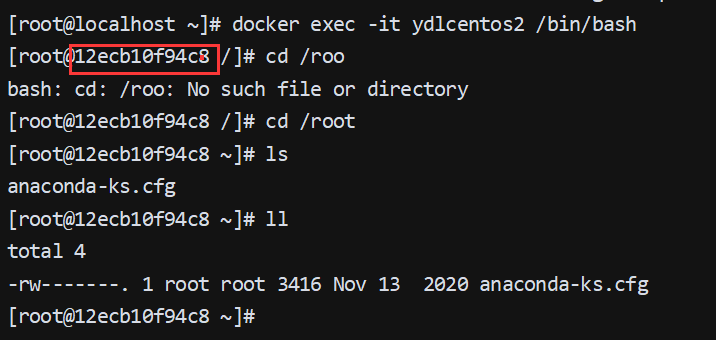 [root@localhost ~]# docker exec -it ydlcentos2 /bin/bash
[root@12ecb10f94c8 /]# cd /roo
bash: cd: /roo: No such file or directory
[root@12ecb10f94c8 /]# cd /root
[root@12ecb10f94c8 ~]# ls
anaconda-ks.cfg
[root@12ecb10f94c8 ~]# ll
total 4
-rw-------. 1 root root 3416 Nov 13  2020 anaconda-ks.cfg
[root@12ecb10f94c8 ~]#